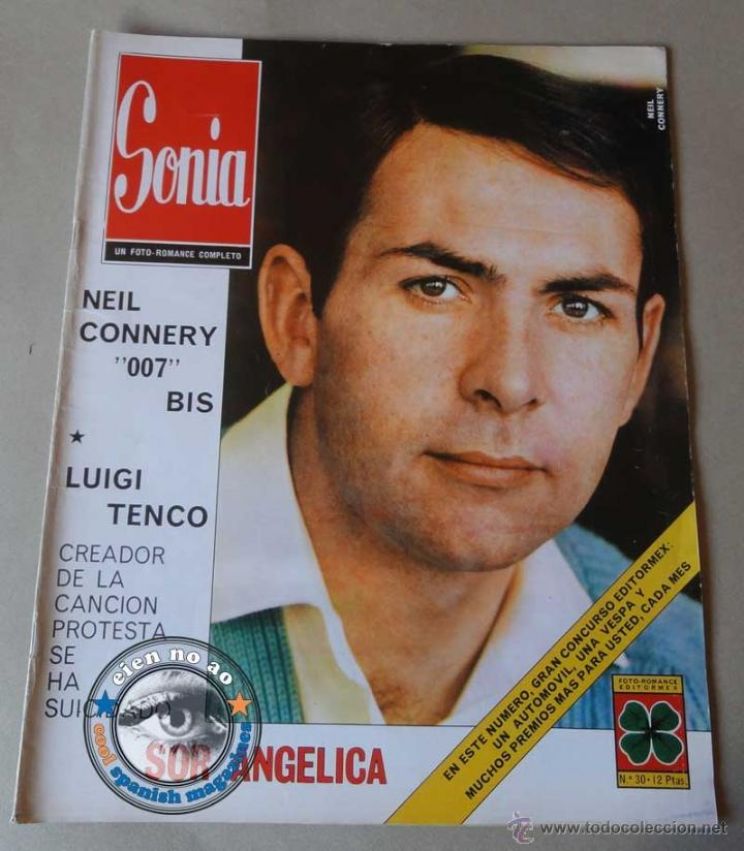 Sonia
UN FOTO-ROMANCE COMPLETO
NEIL
CONNERY
NEIL
CONNERY
"007"
BIS
★
LUIGI
TENCO
CREADOR
DE LA
CANCION
PROTESTA
SE
HA
SUICIDADO
SOR ANGELICA
EN ESTE NUMERO, GRAN CONCURSO EDITORMEX:
UN AUTOMOVIL, UNA VESPA Y
MUCHOS PREMIOS MAS PARA USTED, CADA MES
FOTO-ROMANCE
EDITORMEX
N.º 30 · 12 Ptas.
eien no ao
cool spanish magazines
www.todocoleccion.net